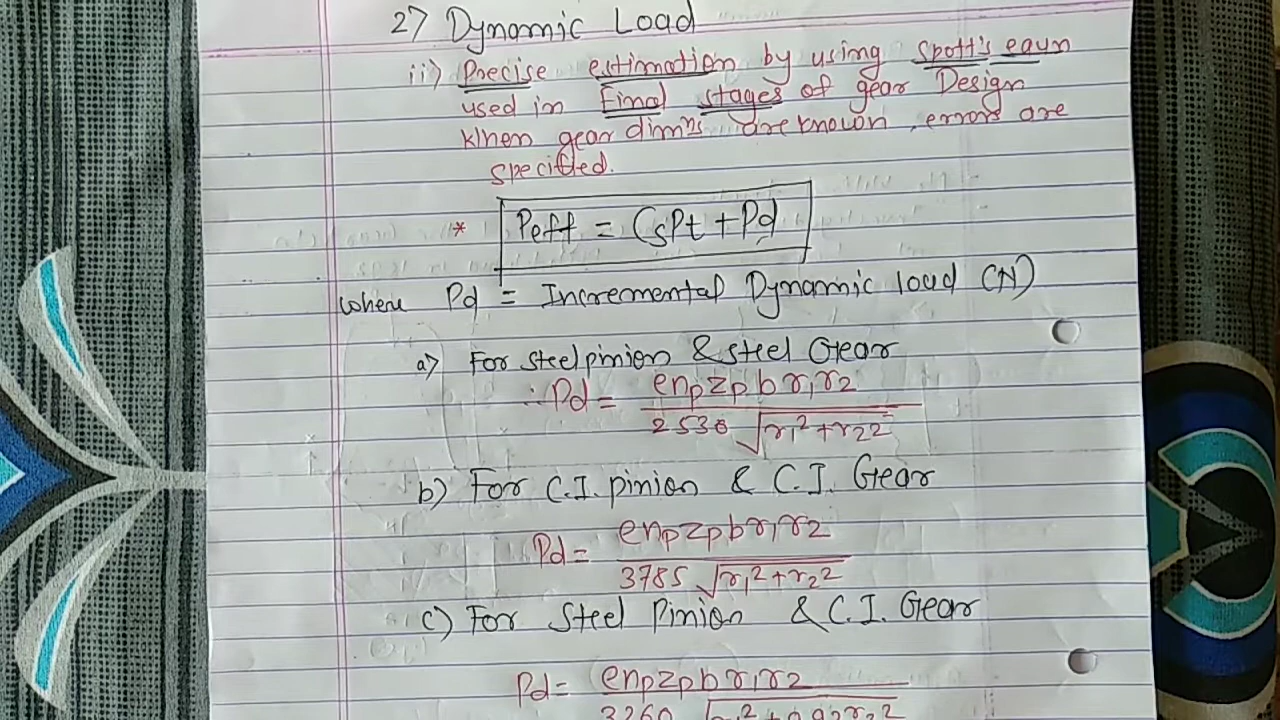 2) Dynamic Load
ii) Precise estimation by using spott's equn
used in Final stages of gear Design
When gear dimns are known, errors are
specified.
* Peff = CsPt + Pd
where Pd = Incremental Dynamic load (N)
a) For steel pinion & steel Gear
∴ Pd = enpzpbr1r2 / 2530 √r1²+r2²
b) For C.I. pinion & C.I. Gear
Pd = enpzpbr1r2 / 3785 √r1²+r2²
c) For Steel Pinion & C.I. Gear
Pd = enpzpbr1r2